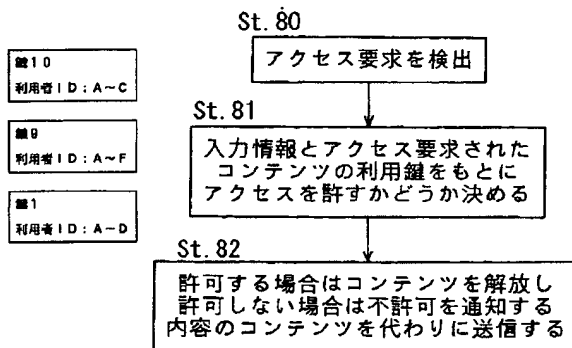 St.80
アクセス要求を検出
鍵10
利用者ID:A~C
St.81
鍵9
利用者ID:A~F
入力情報とアクセス要求された
コンテンツの利用鍵をもとに
アクセスを許すかどうか決める
鍵1
利用者ID:A~D
St.82
許可する場合はコンテンツを解放し
許可しない場合は不許可を通知する
内容のコンテンツを代わりに送信する